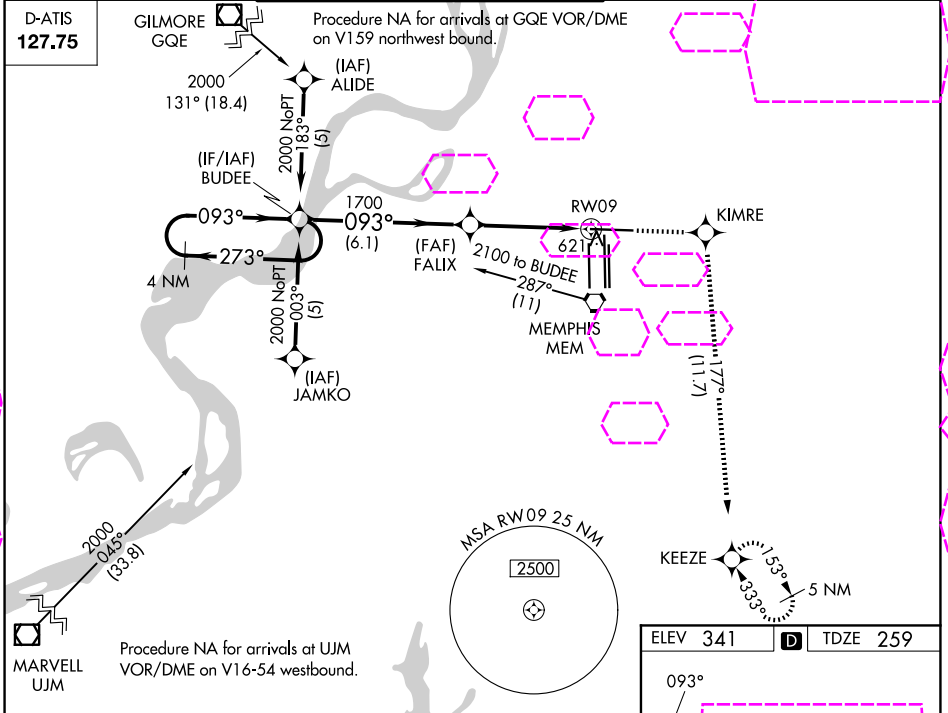 D-ATIS
127.75
GILMORE
GQE
Procedure NA for arrivals at GQE VOR/DME
on V159 northwest bound.
2000
131° (18.4)
(IAF)
ALIDE
2000 NoPT
183°
(5)
(IF/IAF)
BUDEE
093°
273°
4 NM
1700
093°
(6.1)
(FAF)
FALIX
RW09
621
KIMRE
2100 to BUDEE
287°
(11)
MEMPHIS
MEM
2000 NoPT
003°
(5)
(IAF)
JAMKO
177°
(11.7)
2000
045°
(33.8)
MSA RW09 25 NM
2500
KEEZE
153°
333°
5 NM
MARVELL
UJM
Procedure NA for arrivals at UJM
VOR/DME on V16-54 westbound.
ELEV 341 D TDZE 259
093°